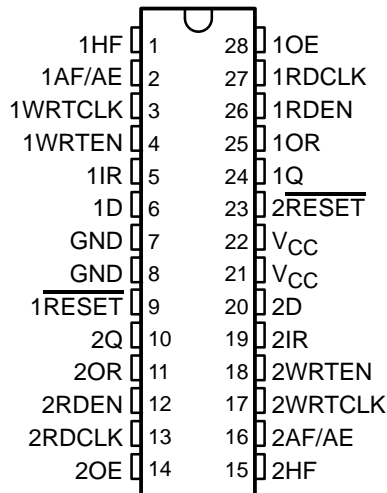 1HF 1 28 1OE
1AF/AE 2 27 1RDCLK
1WRTCLK 3 26 1RDEN
1WRTEN 4 25 1OR
1IR 5 24 1Q
1D 6 23 2R̅E̅S̅E̅T̅
GND 7 22 VCC
GND 8 21 VCC
1R̅E̅S̅E̅T̅ 9 20 2D
2Q 10 19 2IR
2OR 11 18 2WRTEN
2RDEN 12 17 2WRTCLK
2RDCLK 13 16 2AF/AE
2OE 14 15 2HF